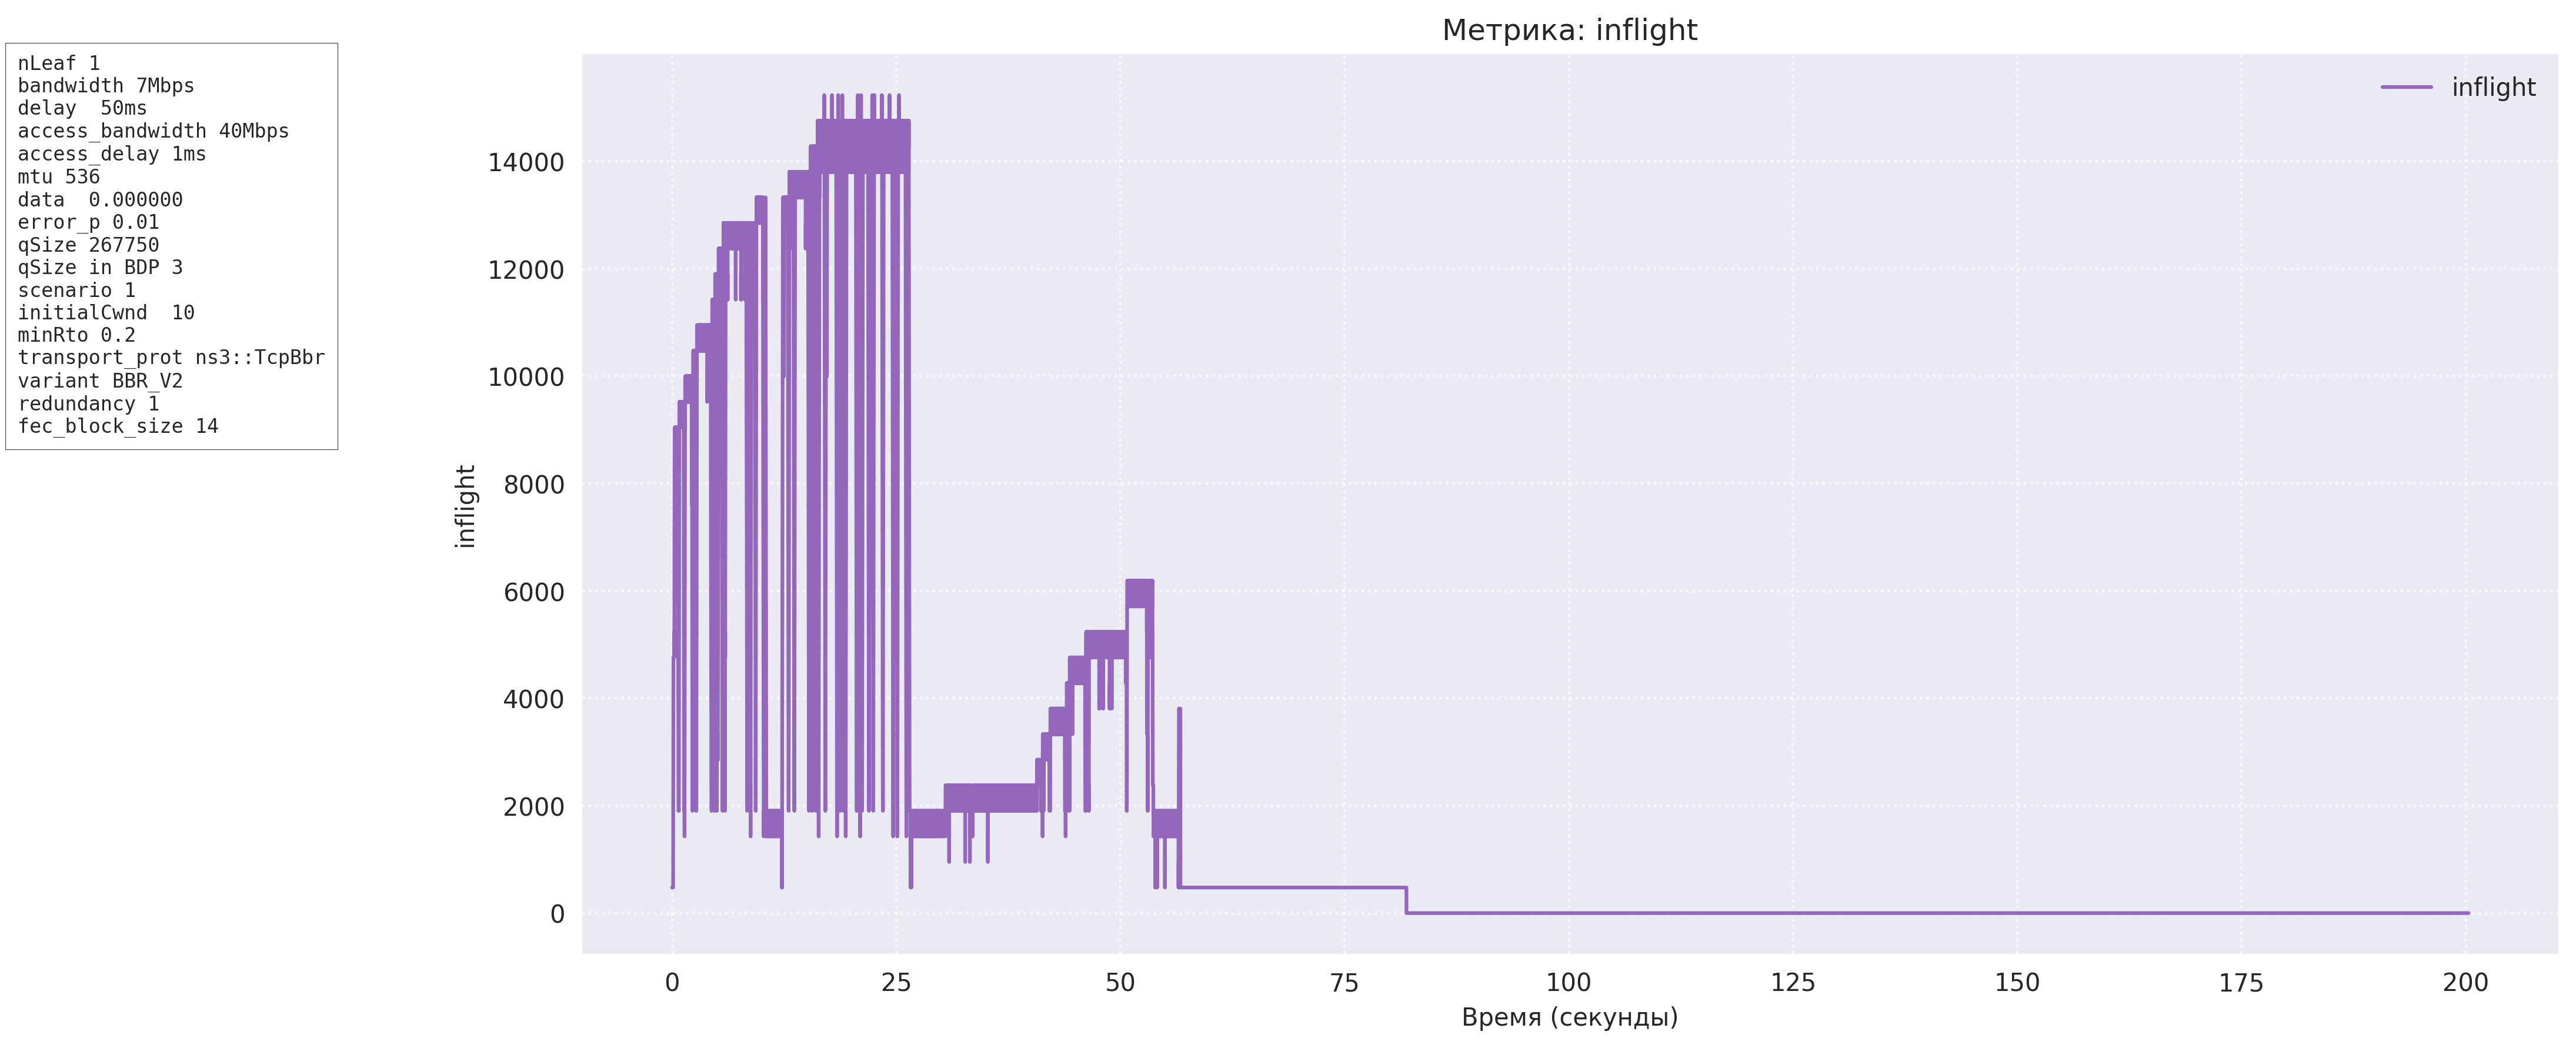 Метрика: inflight
nLeaf 1
bandwidth 7Mbps
delay  50ms
access_bandwidth 40Mbps
access_delay 1ms
mtu 536
data  0.000000
error_p 0.01
qSize 267750
qSize in BDP 3
scenario 1
initialCwnd  10
minRto 0.2
transport_prot ns3::TcpBbr
variant BBR_V2
redundancy 1
fec_block_size 14
inflight
14000
12000
10000
8000
6000
4000
2000
0
inflight
0 25 50 75 100 125 150 175 200
Время (секунды)